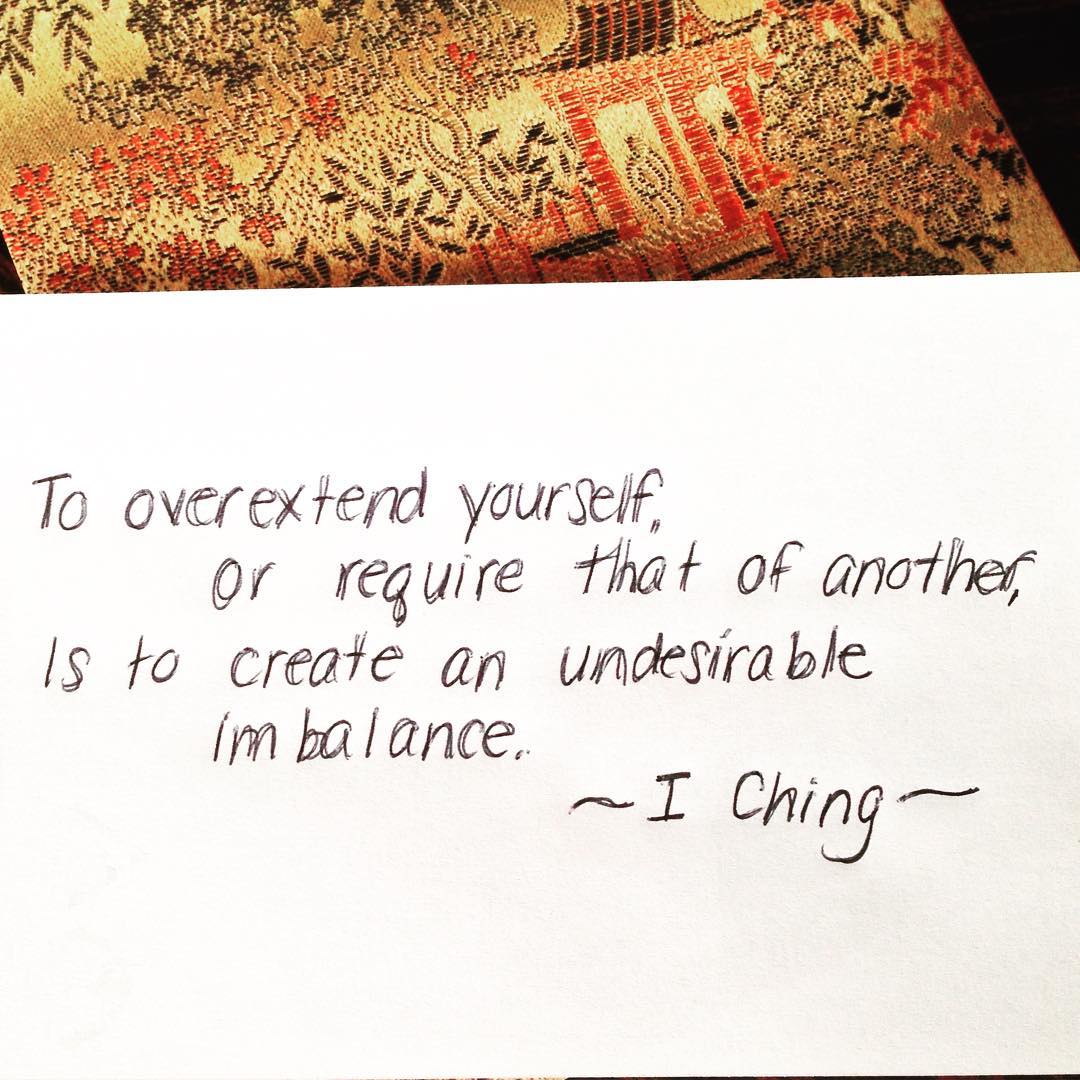 To overextend yourself,
or require that of another,
Is to create an undesirable
imbalance.
~ I Ching ~